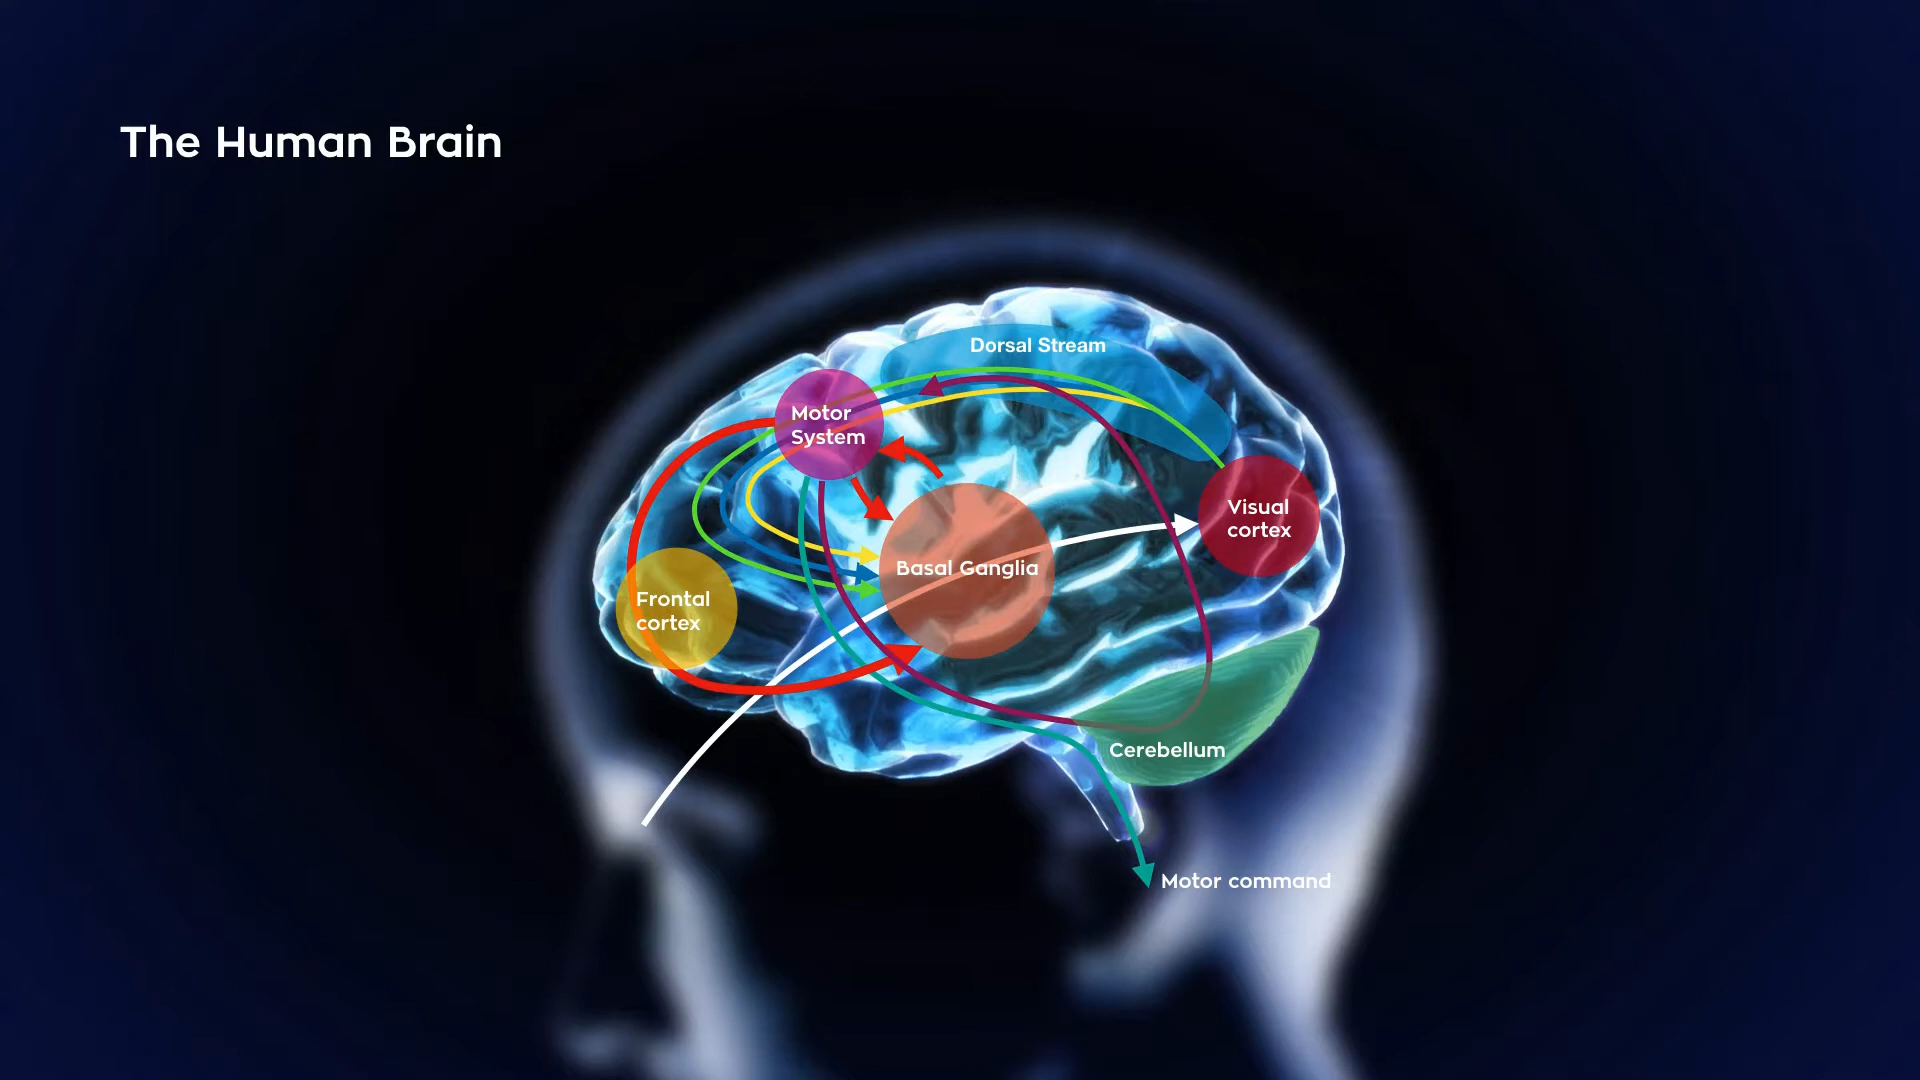 The Human Brain
Dorsal Stream
Motor
System
Visual
cortex
Basal Ganglia
Frontal
cortex
Cerebellum
Motor command